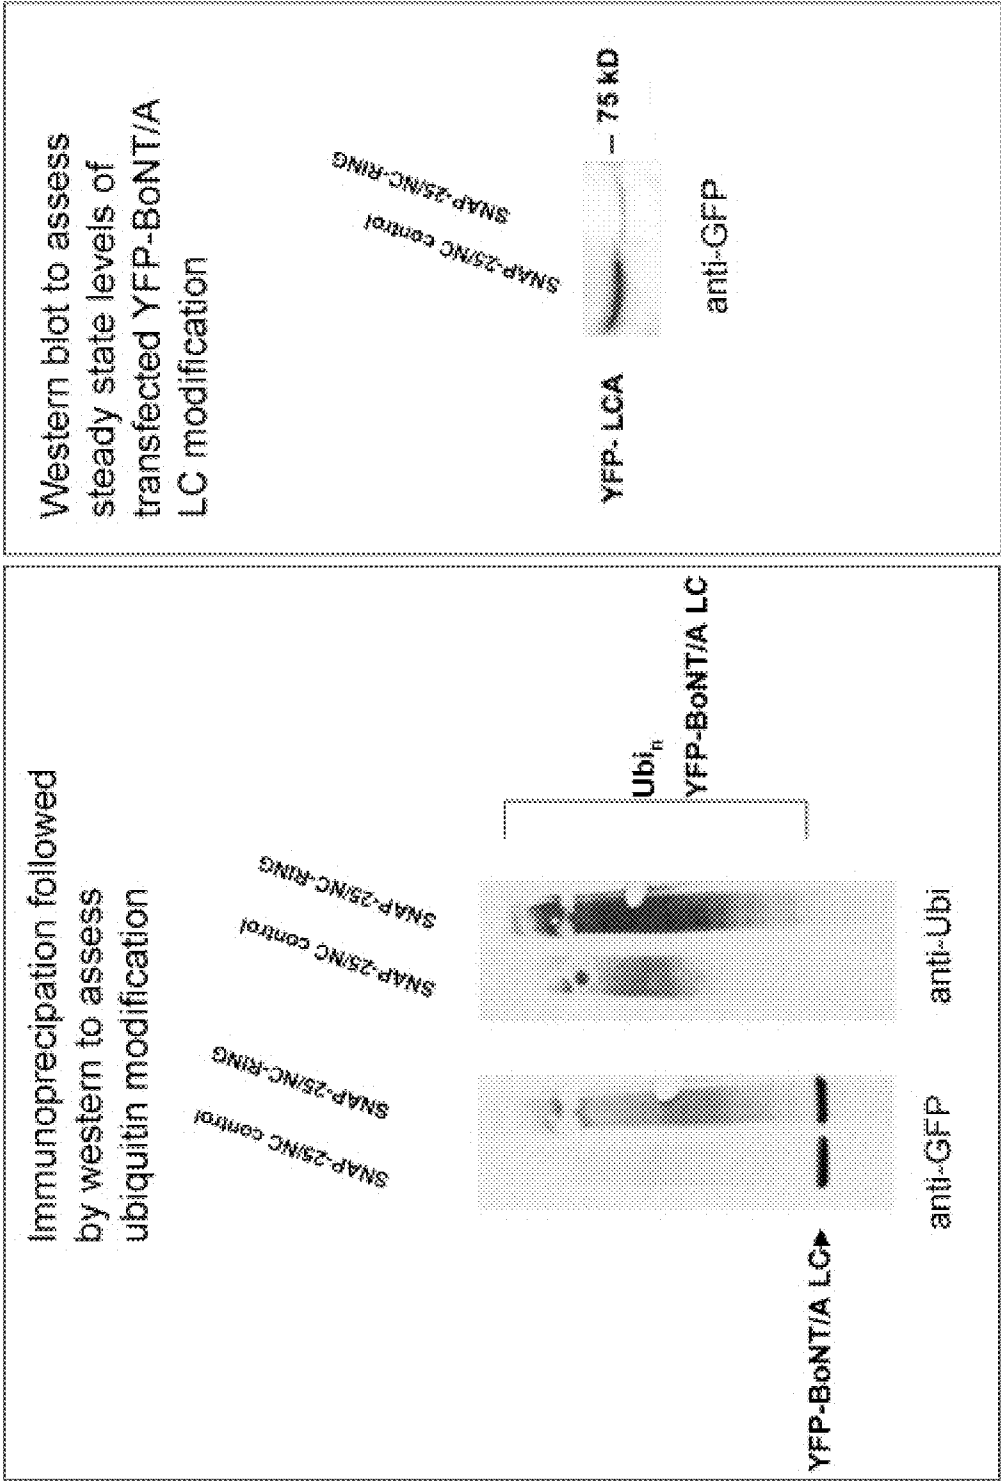 Immunoprecipation followed
by western to assess
ubiquitin modification
SNAP-25/NC control
SNAP-25/NC-RING
SNAP-25/NC control
SNAP-25/NC-RING
Ubin
YFP-BoNT/A LC
YFP-BoNT/A LC
anti-GFP
anti-Ubi
Western blot to assess
steady state levels of
transfected YFP-BoNT/A
LC modification
SNAP-25/NC control
SNAP-25/NC-RING
YFP- LCA
– 75 kD
anti-GFP